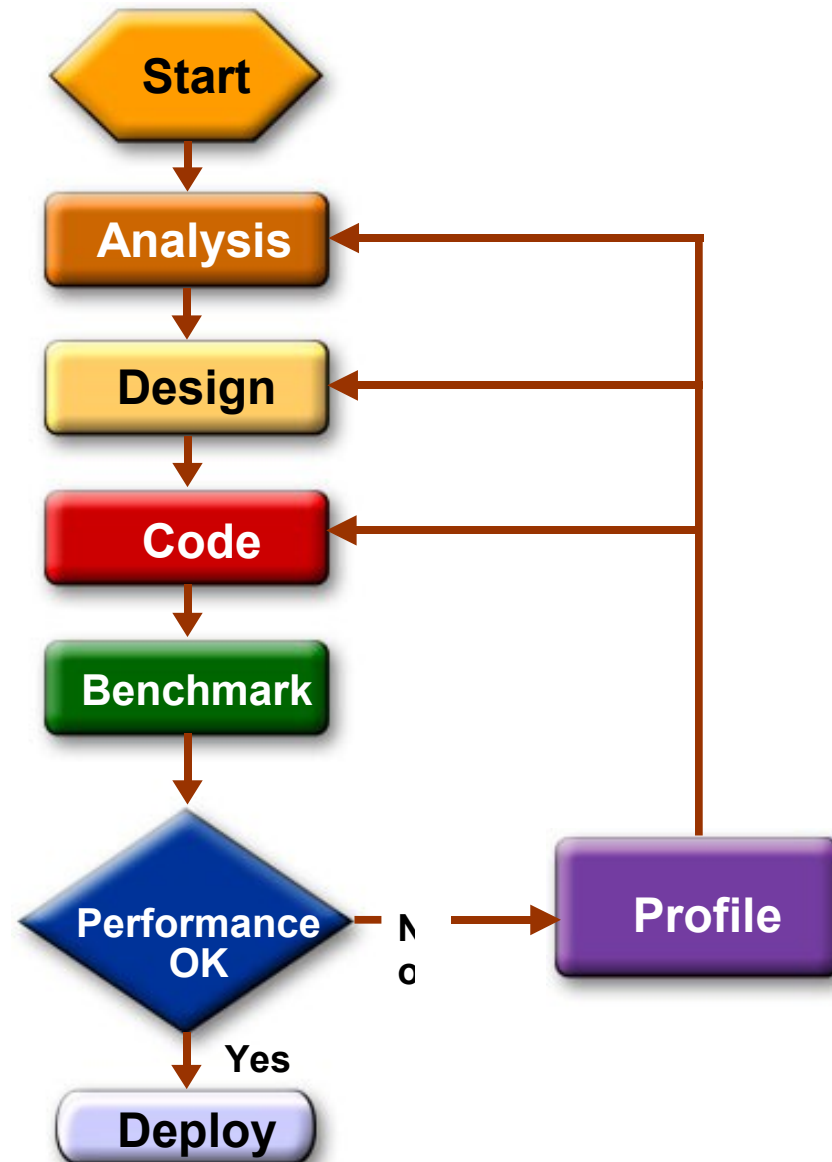 Start
Analysis
Design
Code
Benchmark
Performance
OK
N
o
Profile
Yes
Deploy